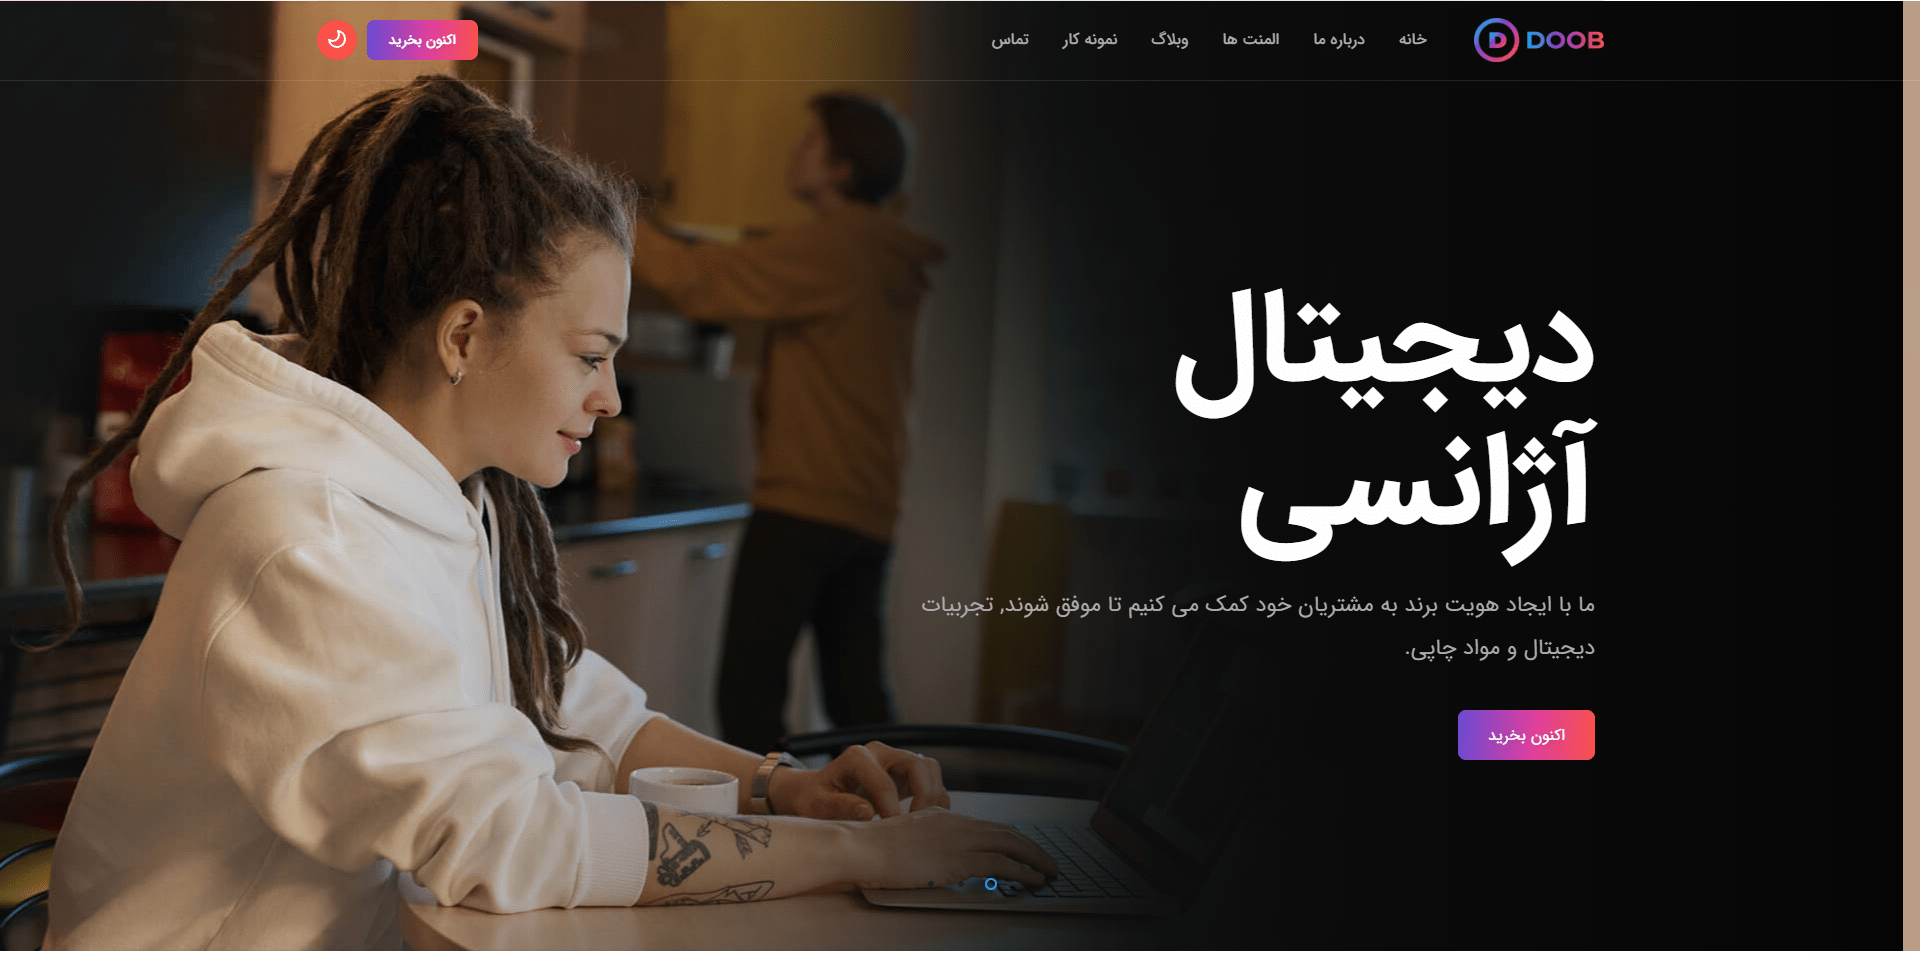 DOOB
خانه
درباره ما
المنت ها
وبلاگ
نمونه کار
تماس
اکنون بخرید
دیجیتال
آژانسی
ما با ایجاد هویت برند به مشتریان خود کمک می کنیم تا موفق شوند, تجربیات
دیجیتال و مواد چاپی.
اکنون بخرید